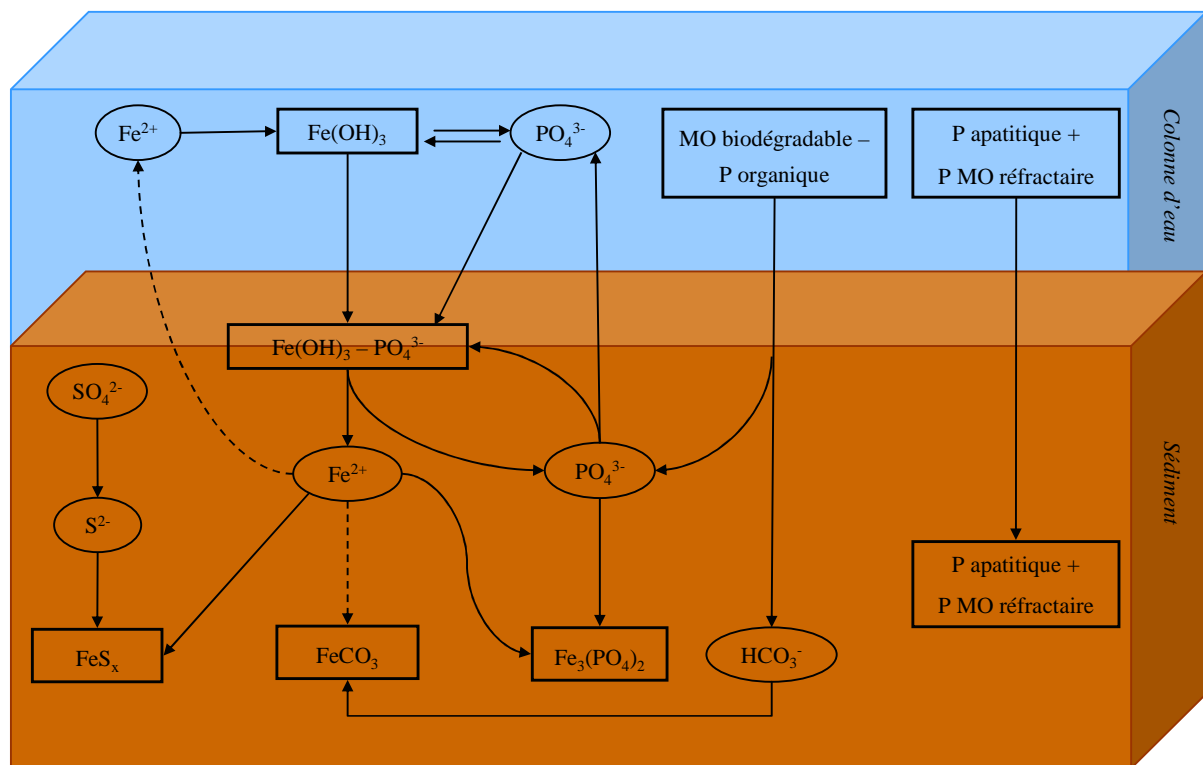 Fe²⁺
Fe(OH)₃
PO₄³⁻
MO biodégradable –
P organique
P apatitique +
P MO réfractaire
Colonne d'eau
Fe(OH)₃ – PO₄³⁻
SO₄²⁻
Fe²⁺
PO₄³⁻
S²⁻
Sédiment
P apatitique +
P MO réfractaire
FeSₓ
FeCO₃
Fe₃(PO₄)₂
HCO₃⁻